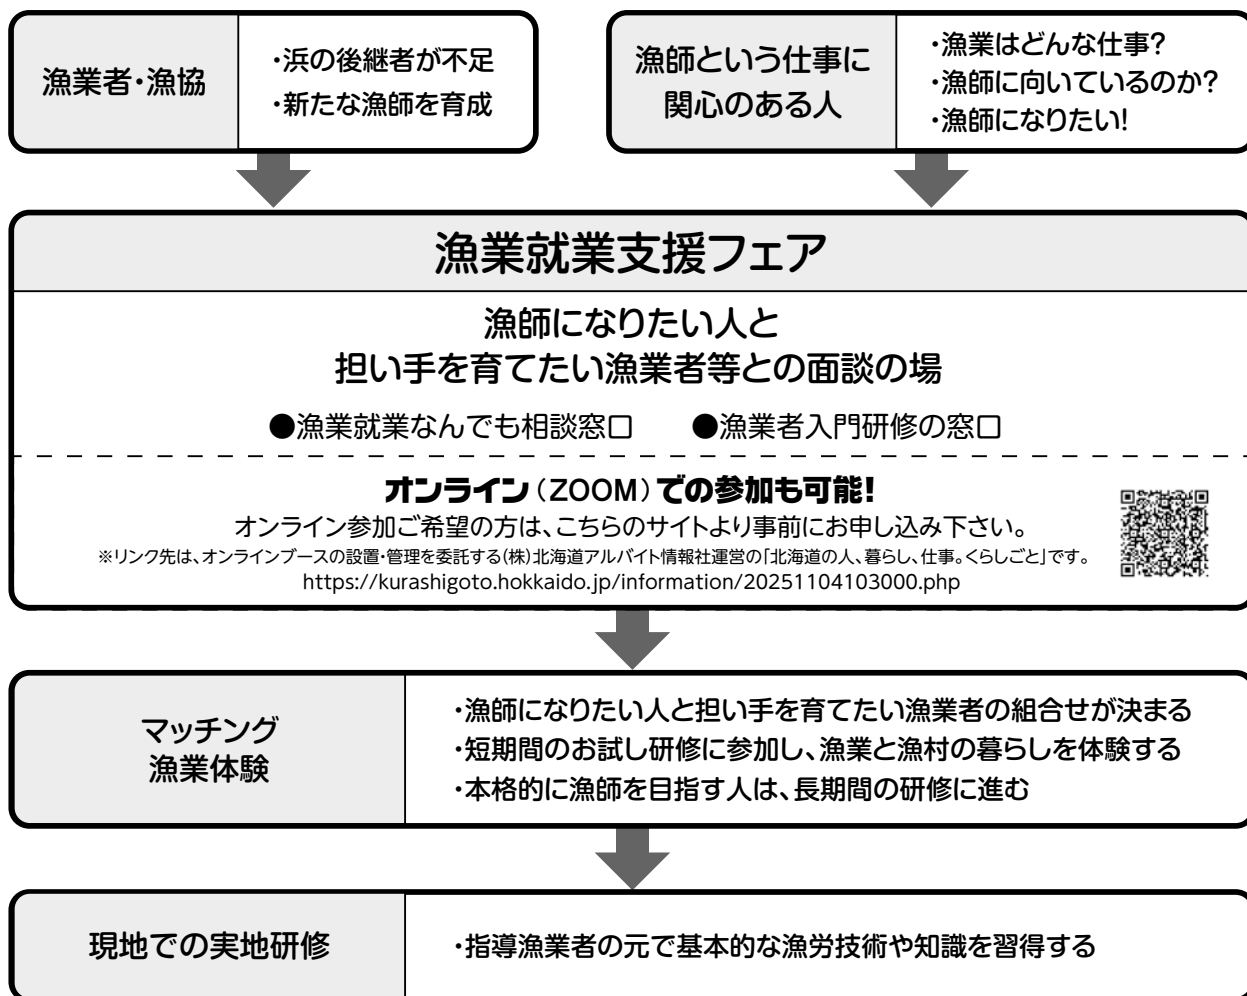 漁業者・漁協
・浜の後継者が不足
・新たな漁師を育成
漁師という仕事に
関心のある人
・漁業はどんな仕事?
・漁師に向いているのか?
・漁師になりたい!
漁業就業支援フェア
漁師になりたい人と
担い手を育てたい漁業者等との面談の場
●漁業就業なんでも相談窓口 ●漁業者入門研修の窓口
オンライン（ZOOM）での参加も可能!
オンライン参加ご希望の方は、こちらのサイトより事前にお申し込み下さい。
※リンク先は、オンラインブースの設置・管理を委託する(株)北海道アルバイト情報社運営の「北海道の人、暮らし、仕事。くらしごと」です。
https://kurashigoto.hokkaido.jp/information/20251104103000.php
マッチング
漁業体験
・漁師になりたい人と担い手を育てたい漁業者の組合せが決まる
・短期間のお試し研修に参加し、漁業と漁村の暮らしを体験する
・本格的に漁師を目指す人は、長期間の研修に進む
現地での実地研修
・指導漁業者の元で基本的な漁労技術や知識を習得する